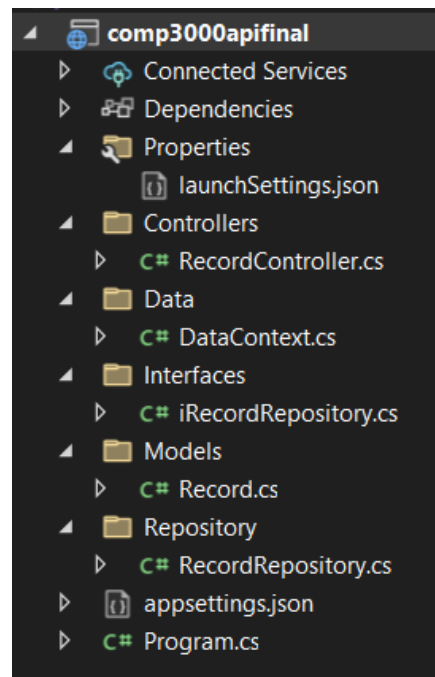 comp3000apifinal
Connected Services
Dependencies
Properties
launchSettings.json
Controllers
C# RecordController.cs
Data
C# DataContext.cs
Interfaces
C# iRecordRepository.cs
Models
C# Record.cs
Repository
C# RecordRepository.cs
appsettings.json
C# Program.cs